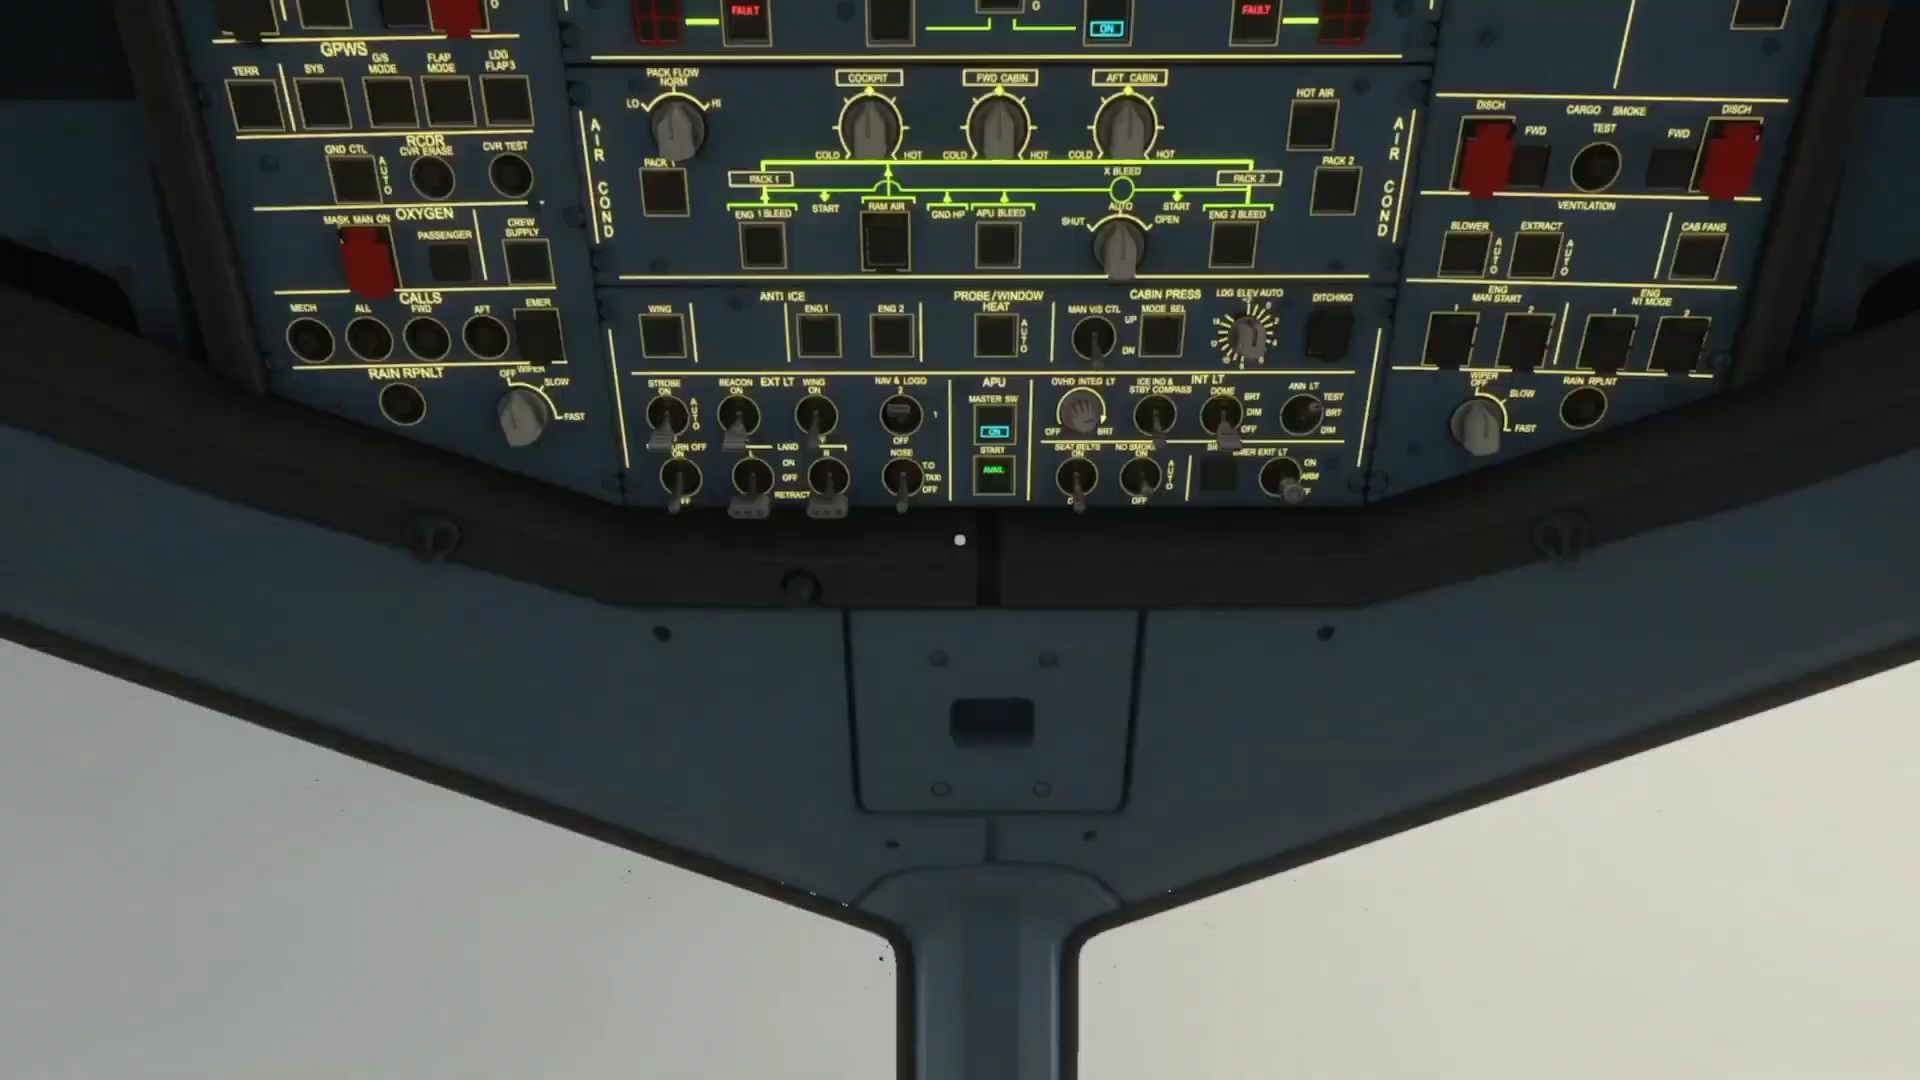 FAULT
ON
FAULT
GPWS
TERR
SYS
G/S MODE
FLAP MODE
LDG FLAP 3
RCDR
GND CTL
AUTO
CVR ERASE
CVR TEST
OXYGEN
MASK MAN ON
PASSENGER
CREW SUPPLY
CALLS
MECH
ALL
FWD
AFT
EMER
RAIN RPNLT
WIPER
OFF
SLOW
FAST
AIR COND
PACK FLOW
NORM
LO
HI
COCKPIT
FWD CABIN
AFT CABIN
COLD
HOT
COLD
HOT
COLD
HOT
HOT AIR
PACK 1
PACK 2
AIR COND
PACK 1
X BLEED
PACK 2
AUTO
START
RAM AIR
GND HP
APU BLEED
START
SHUT
OPEN
ENG 1 BLEED
ENG 2 BLEED
ANTI ICE
WING
ENG 1
ENG 2
PROBE/WINDOW HEAT
AUTO
CABIN PRESS
MAN V/S CTL
UP
DN
MODE SEL
LDG ELEV AUTO
DITCHING
EXT LT
STROBE
ON
AUTO
BEACON
ON
WING
ON
NAV & LOGO
2
1
OFF
ON
LAND
L
R
ON
OFF
RETRACT
NOSE
T.O
TAXI
OFF
APU
MASTER SW
ON
START
AVAIL
INT LT
OVHD INTEG LT
OFF
BRT
ICE IND & STBY COMPASS
DOME
BRT
DIM
OFF
ANN LT
TEST
BRT
DIM
SEAT BELTS
ON
ON
AUTO
OFF
EXIT LT
ON
ARM
CARGO SMOKE
DISCH
FWD
TEST
FWD
DISCH
VENTILATION
BLOWER
AUTO
EXTRACT
AUTO
CAB FANS
ENG
MAN START
1
2
ENG
N1 MODE
1
2
WIPER
OFF
SLOW
FAST
RAIN RPLNT